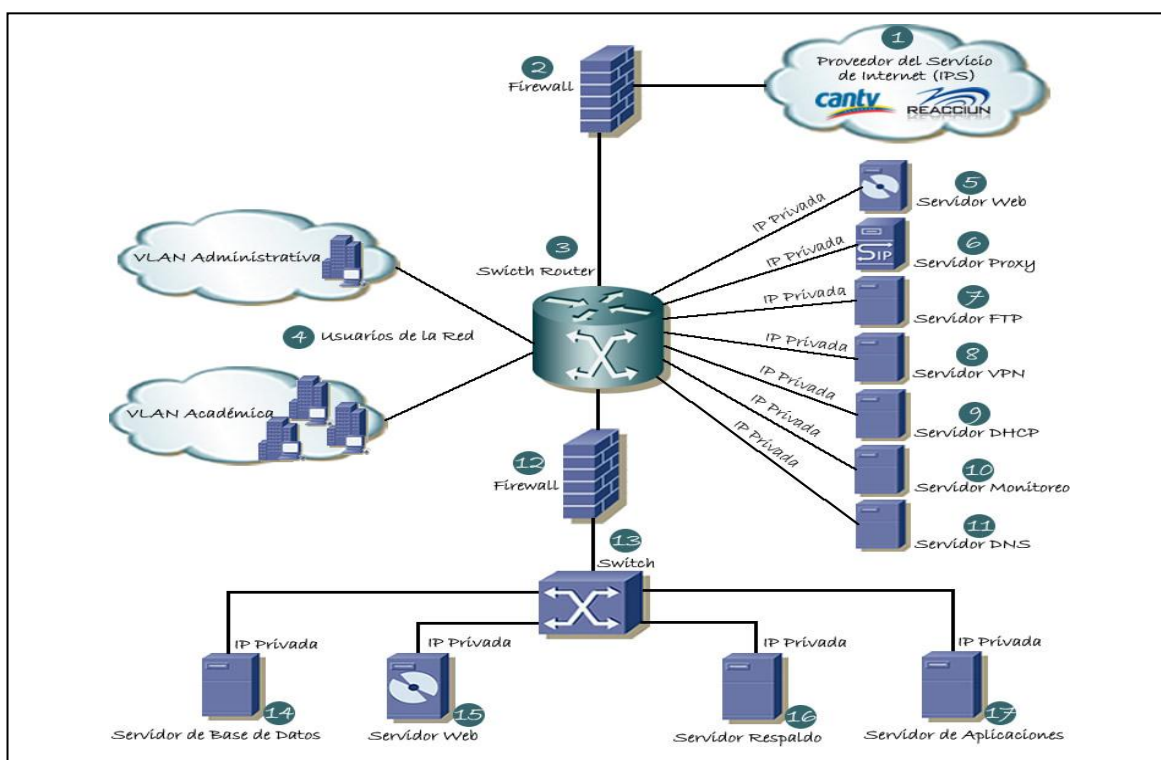 1
Proveedor del Servicio
de Internet (IPS)
cantv
REACCIUN
2
Firewall
3
Swicth Router
VLAN Administrativa
4 Usuarios de la Red
VLAN Académica
IP Privada
5
Servidor Web
IP Privada
6
SIP
Servidor Proxy
IP Privada
7
Servidor FTP
IP Privada
8
Servidor VPN
IP Privada
9
Servidor DHCP
IP Privada
10
Servidor Monitoreo
IP Privada
11
Servidor DNS
12
Firewall
13
Switch
IP Privada
14
Servidor de Base de Datos
IP Privada
15
Servidor Web
IP Privada
16
Servidor Respaldo
IP Privada
17
Servidor de Aplicaciones